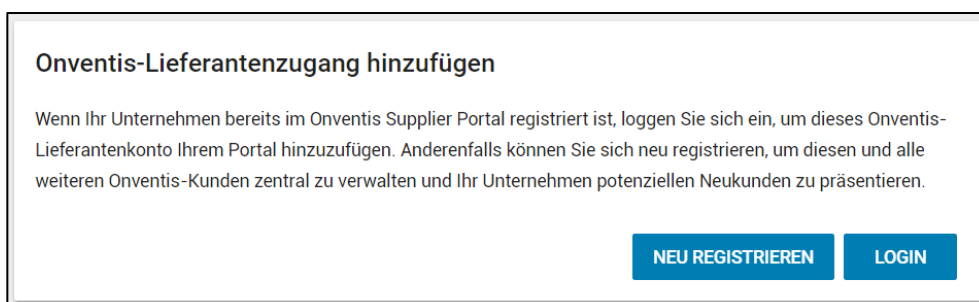 Onventis-Lieferantenzugang hinzufügen
Wenn Ihr Unternehmen bereits im Onventis Supplier Portal registriert ist, loggen Sie sich ein, um dieses Onventis-
Lieferantenkonto Ihrem Portal hinzuzufügen. Anderenfalls können Sie sich neu registrieren, um diesen und alle
weiteren Onventis-Kunden zentral zu verwalten und Ihr Unternehmen potenziellen Neukunden zu präsentieren.
NEU REGISTRIEREN LOGIN